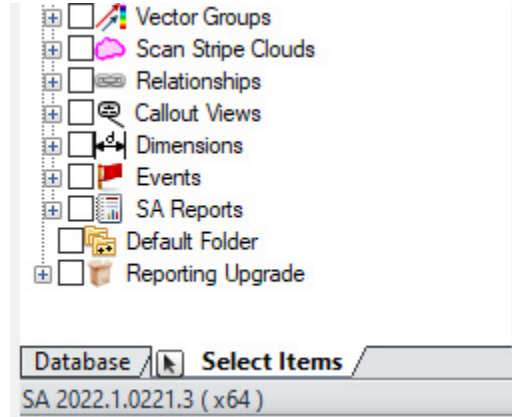 Vector Groups
Scan Stripe Clouds
Relationships
Callout Views
Dimensions
Events
SA Reports
Default Folder
Reporting Upgrade
Database Select Items
SA 2022.1.0221.3 ( x64 )